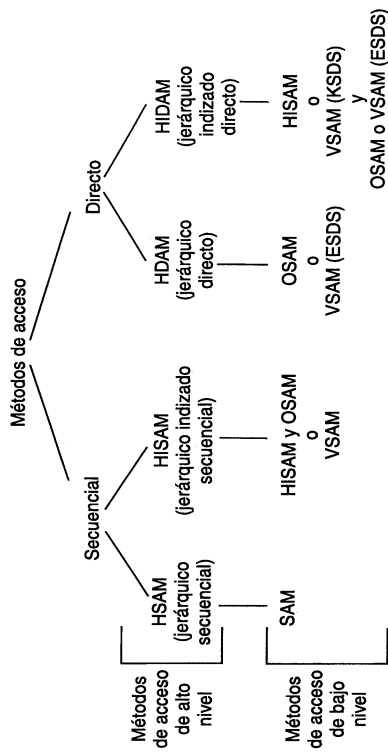 Métodos de acceso
Secuencial
Directo
Métodos
de acceso
de alto
nivel
HSAM
(jerárquico
secuencial)
HISAM
(jerárquico indizado
secuencial)
HDAM
(jerárquico
directo)
HIDAM
(jerárquico
indizado
directo)
Métodos
de acceso
de bajo
nivel
SAM
HISAM y OSAM
o
VSAM
OSAM
o
VSAM (ESDS)
HISAM
o
VSAM (KSDS)
y
OSAM o VSAM (ESDS)